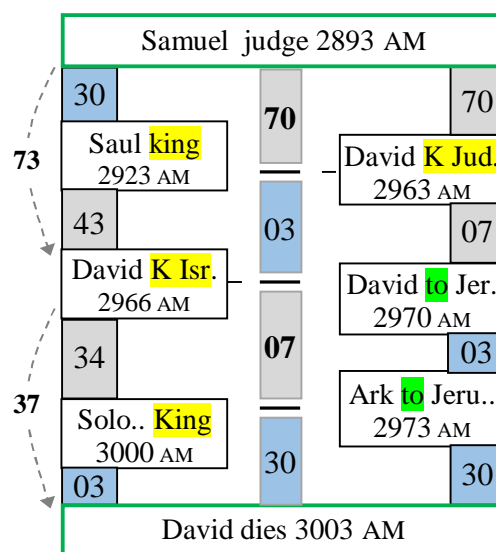 Samuel judge 2893 AM
30
70
70
73
Saul king
2923 AM
David K Jud.
2963 AM
43
03
07
David K Isr.
2966 AM
David to Jer.
2970 AM
34
07
03
37
Solo.. King
3000 AM
Ark to Jeru..
2973 AM
03
30
30
David dies 3003 AM